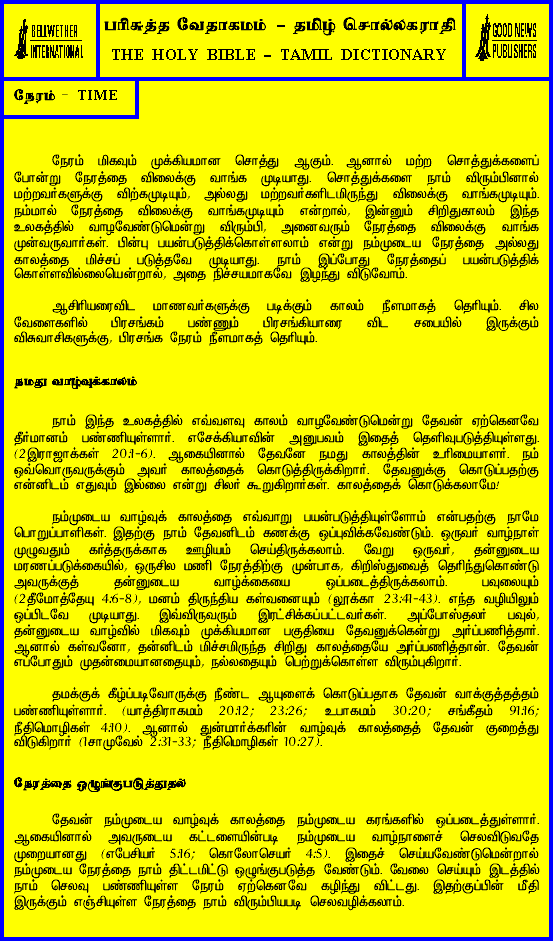 BELLWETHER
INTERNATIONAL
பரிசுத்த வேதாகமம் - தமிழ் சொல்லகராதி
THE HOLY BIBLE - TAMIL DICTIONARY
GOOD NEWS
PUBLISHERS
நேரம் - TIME
நேரம் மிகவும் முக்கியமான சொத்து ஆகும். ஆனால் மற்ற சொத்துக்களைப்
போன்று நேரத்தை விலைக்கு வாங்க முடியாது. சொத்துக்களை நாம் விரும்பினால்
மற்றவர்களுக்கு விற்கமுடியும், அல்லது மற்றவர்களிடமிருந்து விலைக்கு வாங்கமுடியும்.
நம்மால் நேரத்தை விலைக்கு வாங்கமுடியும் என்றால், இன்னும் சிறிதுகாலம் இந்த
உலகத்தில் வாழவேண்டுமென்று விரும்பி, அனைவரும் நேரத்தை விலைக்கு வாங்க
முன்வருவார்கள். பின்பு பயன்படுத்திக்கொள்ளலாம் என்று நம்முடைய நேரத்தை அல்லது
காலத்தை மிச்சப் படுத்தவே முடியாது. நாம் இப்போது நேரத்தைப் பயன்படுத்திக்
கொள்ளவில்லையென்றால், அதை நிச்சயமாகவே இழந்து விடுவோம்.
ஆசிரியரைவிட மாணவர்களுக்கு படிக்கும் காலம் நீளமாகத் தெரியும். சில
வேளைகளில் பிரசங்கம் பண்ணும் பிரசங்கியாரை விட சபையில் இருக்கும்
விசுவாசிகளுக்கு, பிரசங்க நேரம் நீளமாகத் தெரியும்.
நமது வாழ்வுக்காலம்
நாம் இந்த உலகத்தில் எவ்வளவு காலம் வாழவேண்டுமென்று தேவன் ஏற்கெனவே
தீர்மானம் பண்ணியுள்ளார். எசேக்கியாவின் அனுபவம் இதைத் தெளிவுபடுத்தியுள்ளது.
(2இராஜாக்கள் 20:1-6). ஆகையினால் தேவனே நமது காலத்தின் உரிமையாளர். நம்
ஒவ்வொருவருக்கும் அவர் காலத்தைக் கொடுத்திருக்கிறார். தேவனுக்கு கொடுப்பதற்கு
என்னிடம் எதுவும் இல்லை என்று சிலர் கூறுகிறார்கள். காலத்தைக் கொடுக்கலாமே!
நம்முடைய வாழ்வுக் காலத்தை எவ்வாறு பயன்படுத்தியுள்ளோம் என்பதற்கு நாமே
பொறுப்பாளிகள். இதற்கு நாம் தேவனிடம் கணக்கு ஒப்புவிக்கவேண்டும். ஒருவர் வாழ்நாள்
முழுவதும் கர்த்தருக்காக ஊழியம் செய்திருக்கலாம். வேறு ஒருவர், தன்னுடைய
மரணப்படுக்கையில், ஒருசில மணி நேரத்திற்கு முன்பாக, கிறிஸ்துவைத் தெரிந்துகொண்டு
அவருக்குத் தன்னுடைய வாழ்க்கையை ஒப்படைத்திருக்கலாம். பவுலையும்
(2தீமோத்தேயு 4:6-8), மனம் திருந்திய கள்வனையும் (லூக்கா 23:41-43). எந்த வழியிலும்
ஒப்பிடவே முடியாது. இவ்விருவரும் இரட்சிக்கப்பட்டவர்கள். அப்போஸ்தலர் பவுல்,
தன்னுடைய வாழ்வில் மிகவும் முக்கியமான பகுதியை தேவனுக்கென்று அர்ப்பணித்தார்.
ஆனால் கள்வனோ, தன்னிடம் மிச்சமிருந்த சிறிது காலத்தையே அர்ப்பணித்தான். தேவன்
எப்போதும் முதன்மையானதையும், நல்லதையும் பெற்றுக்கொள்ள விரும்புகிறார்.
தமக்குக் கீழ்ப்படிவோருக்கு நீண்ட ஆயுளைக் கொடுப்பதாக தேவன் வாக்குத்தத்தம்
பண்ணியுள்ளார். (யாத்திராகமம் 20:12; 23:26; உபாகமம் 30:20; சங்கீதம் 91:16;
நீதிமொழிகள் 4:10). ஆனால் துன்மார்க்கரின் வாழ்வுக் காலத்தைத் தேவன் குறைத்து
விடுகிறார் (1சாமுவேல் 2:31-33; நீதிமொழிகள் 10:27).
நேரத்தை ஒழுங்குபடுத்துதல்
தேவன் நம்முடைய வாழ்வுக் காலத்தை நம்முடைய கரங்களில் ஒப்படைத்துள்ளார்.
ஆகையினால் அவருடைய கட்டளையின்படி நம்முடைய வாழ்நாளைச் செலவிடுவதே
முறையானது (எபேசியர் 5:16; கொலோசெயர் 4:5). இதைச் செய்யவேண்டுமென்றால்
நம்முடைய நேரத்தை நாம் திட்டமிட்டு ஒழுங்குபடுத்த வேண்டும். வேலை செய்யும் இடத்தில்
நாம் செலவு பண்ணியுள்ள நேரம் ஏற்கெனவே கழிந்து விட்டது. இதற்குப்பின் மீதி
இருக்கும் எஞ்சியுள்ள நேரத்தை நாம் விரும்பியபடி செலவழிக்கலாம்.